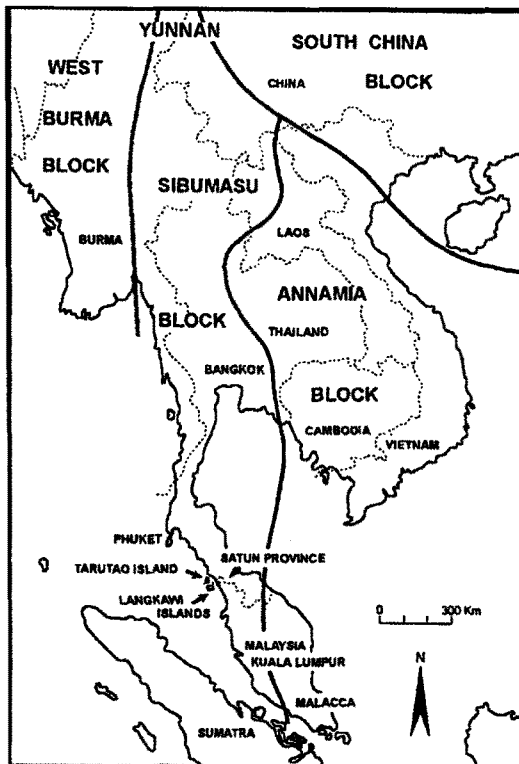 YUNNAN
SOUTH CHINA
WEST
CHINA
BLOCK
BURMA
BLOCK
SIBUMASU
BURMA
LAOS
ANNAMIA
BLOCK
THAILAND
BANGKOK
BLOCK
CAMBODIA
VIETNAM
PHUKET
SATUN PROVINCE
TARUTAO ISLAND
LANGKAWI
ISLANDS
0 300 Km
MALAYSIA
KUALA LUMPUR
N
MALACCA
SUMATRA